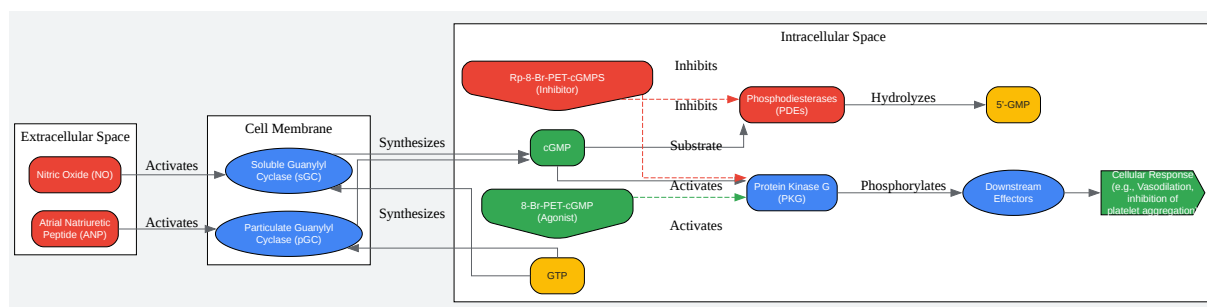 Intracellular Space
Rp-8-Br-PET-cGMPS
(Inhibitor)
Inhibits
Inhibits
Phosphodiesterases
(PDEs)
Hydrolyzes
5'-GMP
Extracellular Space
Nitric Oxide (NO)
Atrial Natriuretic
Peptide (ANP)
Activates
Activates
Cell Membrane
Soluble Guanylyl
Cyclase (sGC)
Particulate Guanylyl
Cyclase (pGC)
Synthesizes
Synthesizes
cGMP
Substrate
8-Br-PET-cGMP
(Agonist)
Activates
Activates
Protein Kinase G
(PKG)
Phosphorylates
Downstream
Effectors
Cellular Response
(e.g., Vasodilation,
inhibition of
platelet aggregation)
GTP